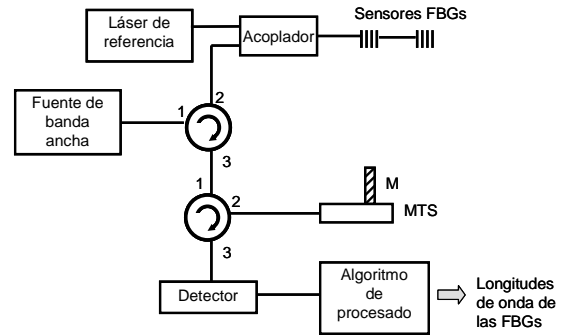 Sensores FBGs
Láser de
referencia
Acoplador
Fuente de
banda
ancha
1
2
3
1
2
3
M
MTS
Detector
Algoritmo
de
procesado
Longitudes
de onda de
las FBGs